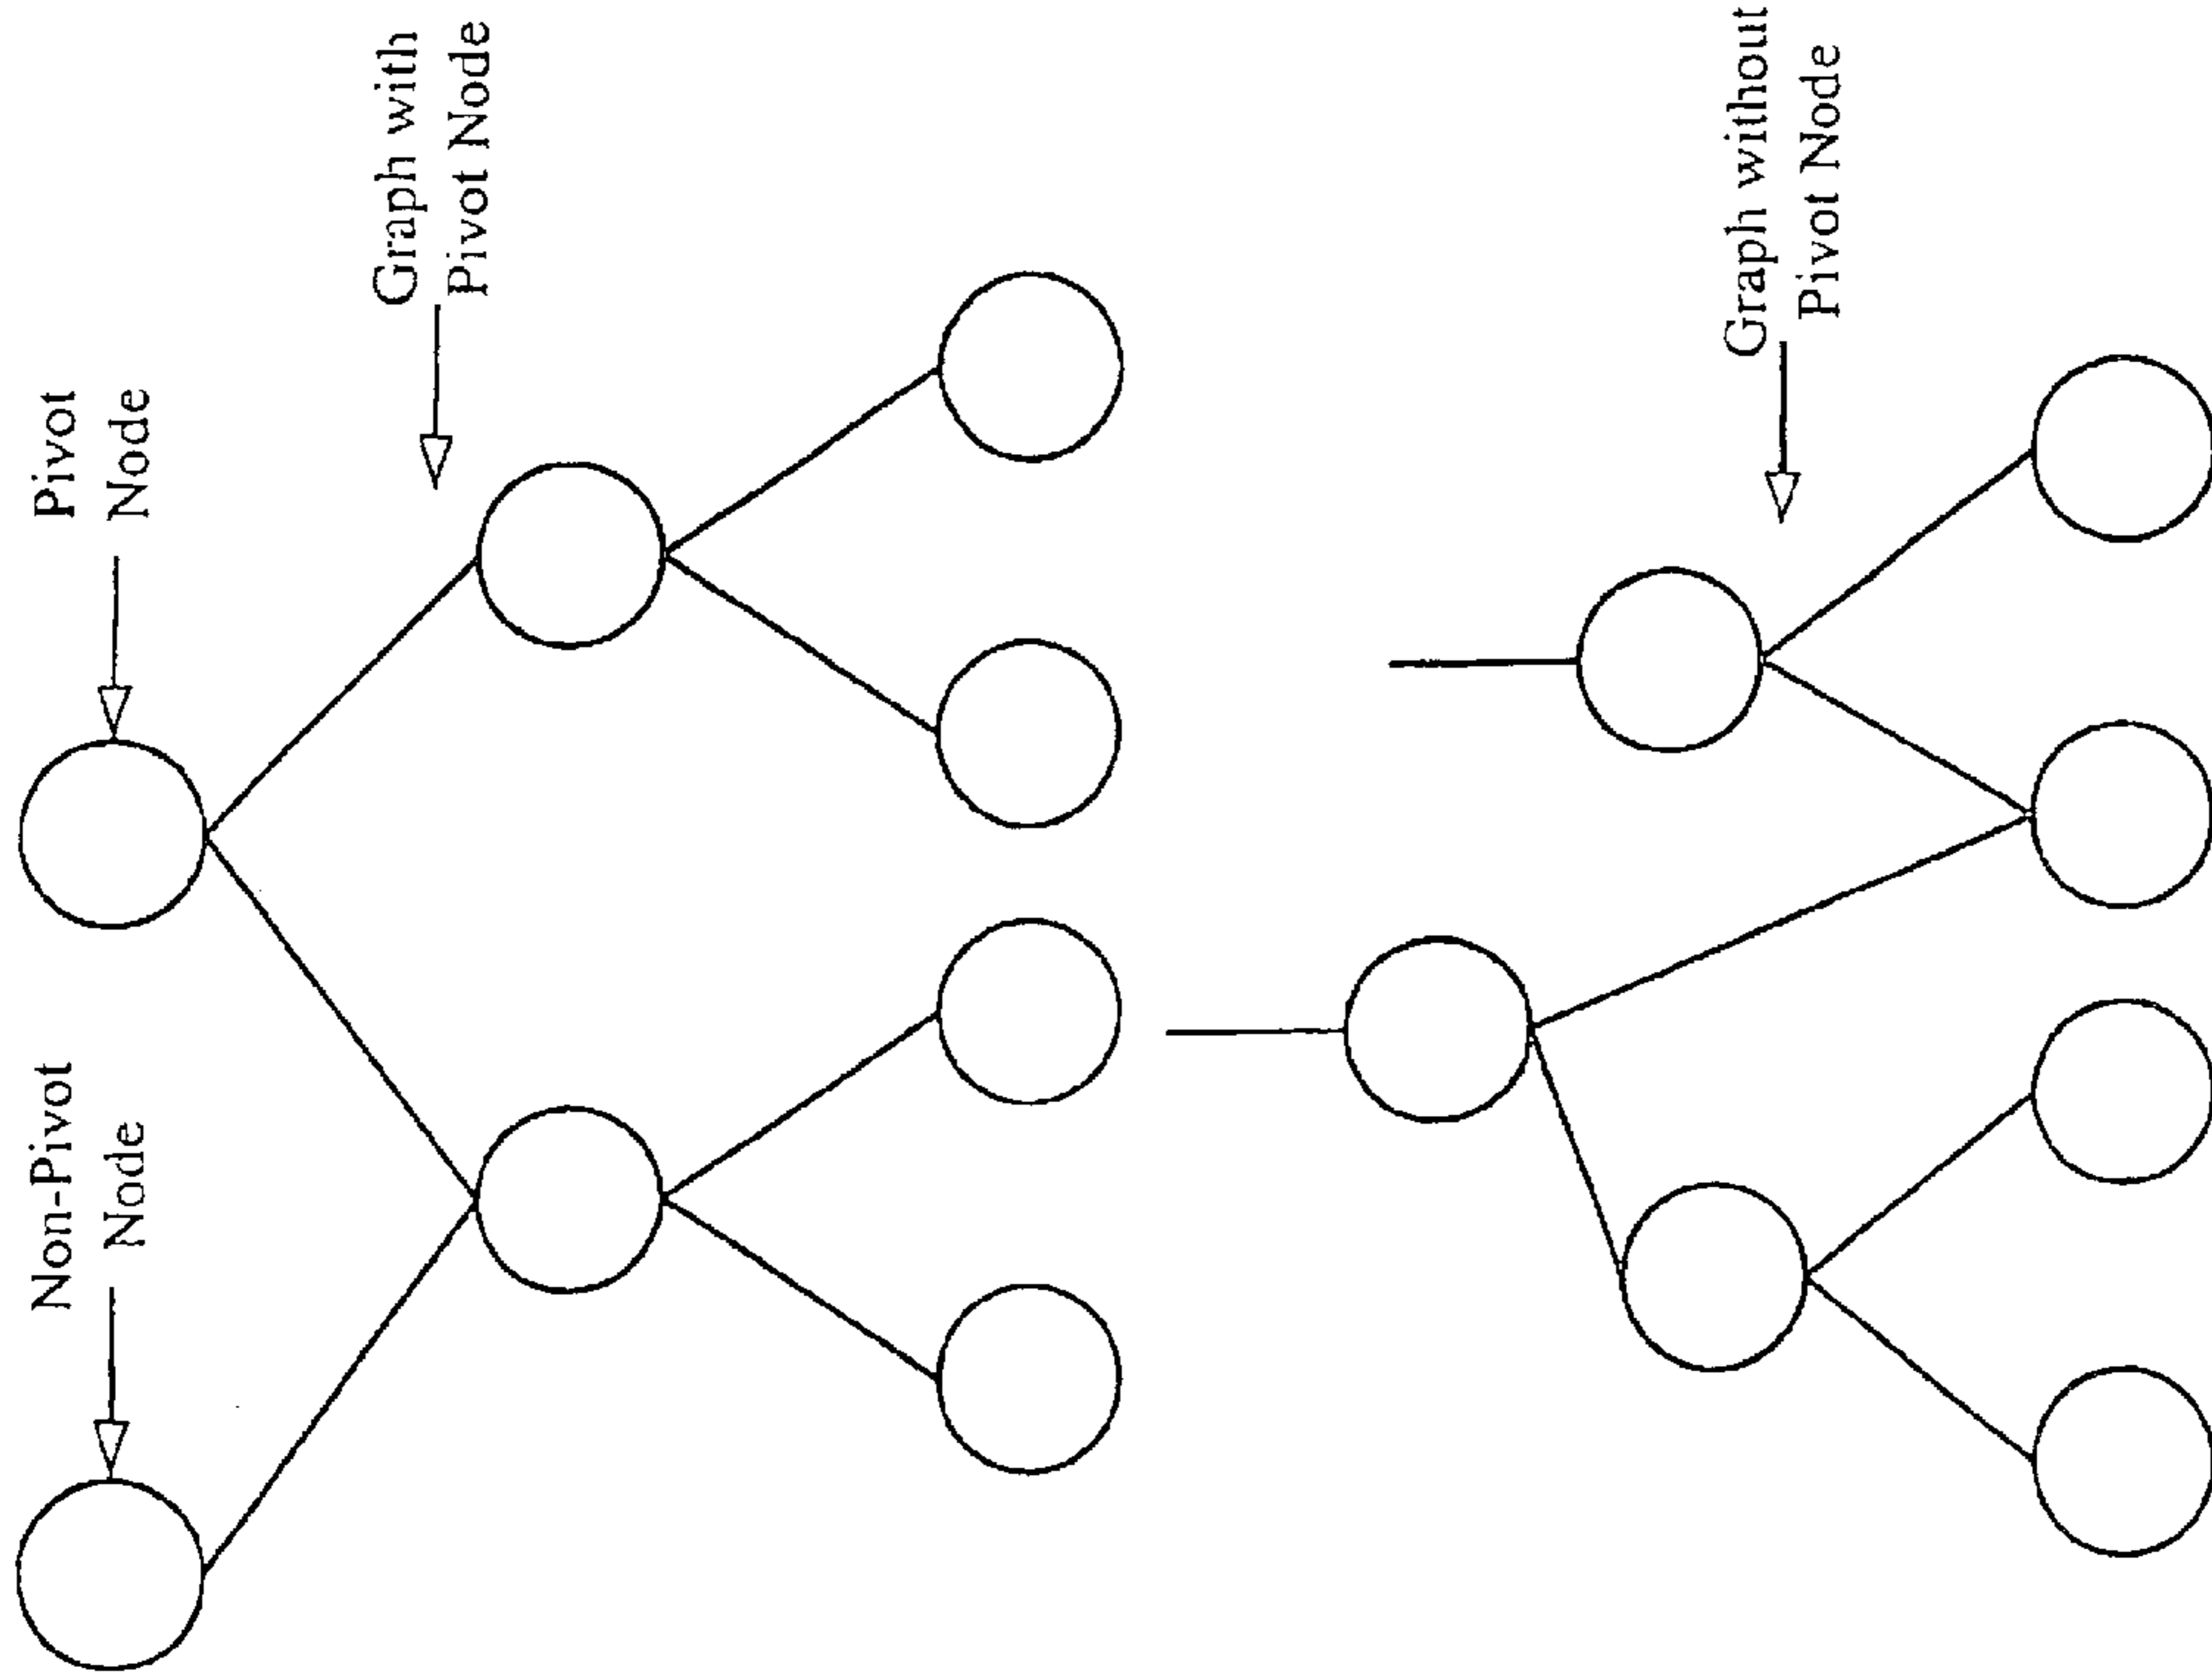 Non-Pivot
Node
Pivot
Node
Graph with
Pivot Node
Graph without
Pivot Node